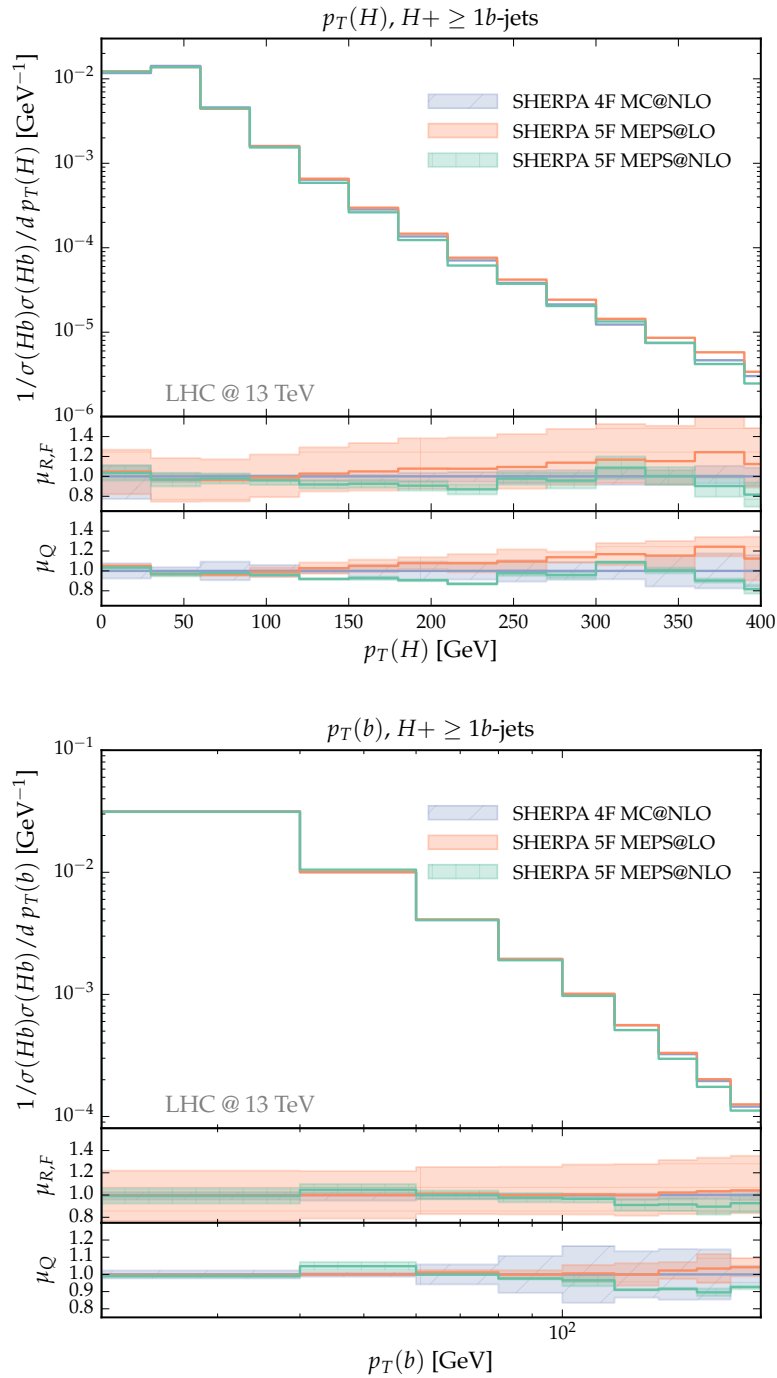 p_T(H), H+ ≥ 1b-jets
1/σ(Hb)σ(Hb)/d p_T(H) [GeV⁻¹]
10⁻²
10⁻³
10⁻⁴
10⁻⁵
10⁻⁶
SHERPA 4F MC@NLO
SHERPA 5F MEPS@LO
SHERPA 5F MEPS@NLO
LHC @ 13 TeV
μ_{R,F}
1.4
1.2
1.0
0.8
μ_Q
1.4
1.2
1.0
0.8
0 50 100 150 200 250 300 350 400
p_T(H) [GeV]
p_T(b), H+ ≥ 1b-jets
1/σ(Hb)σ(Hb)/d p_T(b) [GeV⁻¹]
10⁻¹
10⁻²
10⁻³
10⁻⁴
SHERPA 4F MC@NLO
SHERPA 5F MEPS@LO
SHERPA 5F MEPS@NLO
LHC @ 13 TeV
μ_{R,F}
1.4
1.2
1.0
0.8
μ_Q
1.2
1.1
1.0
0.9
0.8
10²
p_T(b) [GeV]